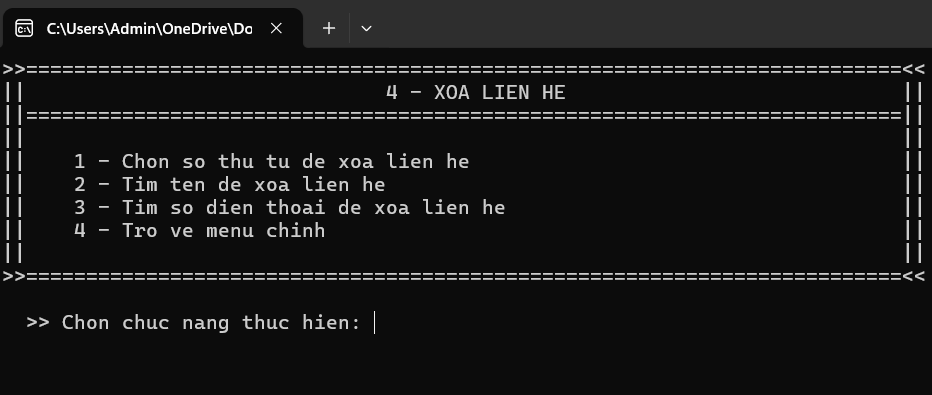 C:\Users\Admin\OneDrive\Do
>>=========================================================================<<
|| 4 - XOA LIEN HE ||
||=========================================================================||
|| ||
|| 1 - Chon so thu tu de xoa lien he ||
|| 2 - Tim ten de xoa lien he ||
|| 3 - Tim so dien thoai de xoa lien he ||
|| 4 - Tro ve menu chinh ||
|| ||
>>=========================================================================<<
>> Chon chuc nang thuc hien: